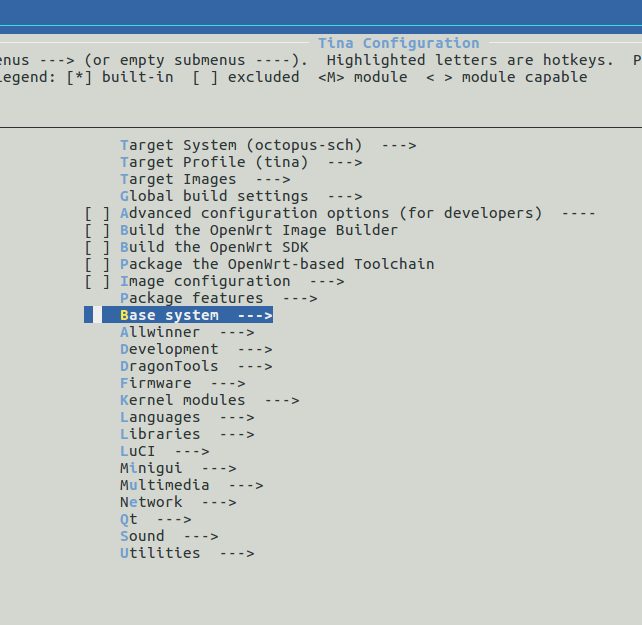 Tina Configuration
enus ---> (or empty submenus ----).  Highlighted letters are hotkeys.  P
egend: [*] built-in  [ ] excluded  <M> module  < > module capable
Target System (octopus-sch)  --->
Target Profile (tina)  --->
Target Images  --->
Global build settings  --->
[ ] Advanced configuration options (for developers)  ----
[ ] Build the OpenWrt Image Builder
[ ] Build the OpenWrt SDK
[ ] Package the OpenWrt-based Toolchain
[ ] Image configuration  --->
Package features  --->
Base system  --->
Allwinner  --->
Development  --->
DragonTools  --->
Firmware  --->
Kernel modules  --->
Languages  --->
Libraries  --->
LuCI  --->
Minigui  --->
Multimedia  --->
Network  --->
Qt  --->
Sound  --->
Utilities  --->